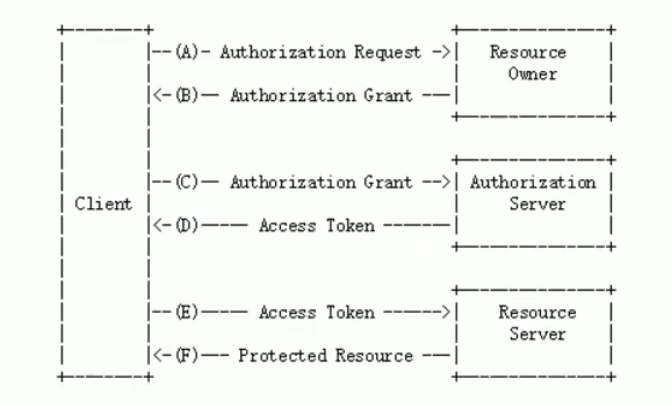 (A) Authorization Request Resource
Owner
(B) Authorization Grant
(C) Authorization Grant Authorization
Client Server
(D) Access Token
(E) Access Token Resource
Server
(F) Protected Resource